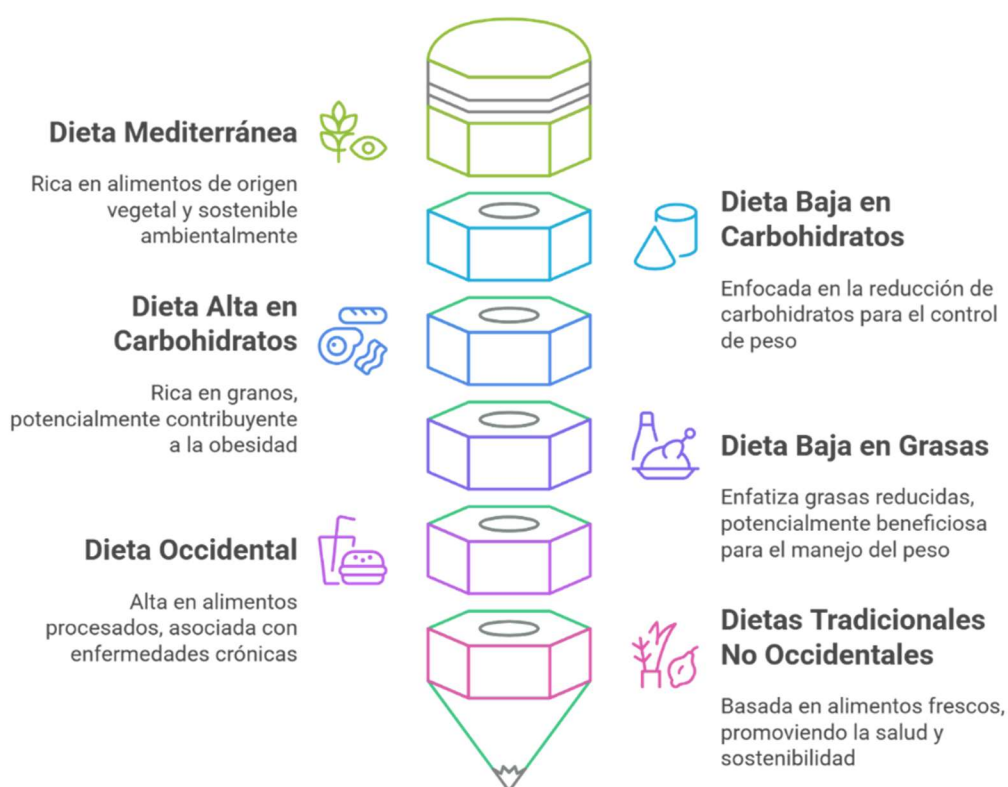 Dieta Mediterránea
Rica en alimentos de origen
vegetal y sostenible
ambientalmente
Dieta Baja en
Carbohidratos
Enfocada en la reducción de
carbohidratos para el control
de peso
Dieta Alta en
Carbohidratos
Rica en granos,
potencialmente contribuyente
a la obesidad
Dieta Baja en Grasas
Enfatiza grasas reducidas,
potencialmente beneficiosa
para el manejo del peso
Dieta Occidental
Alta en alimentos
procesados, asociada con
enfermedades crónicas
Dietas Tradicionales
No Occidentales
Basada en alimentos frescos,
promoviendo la salud y
sostenibilidad